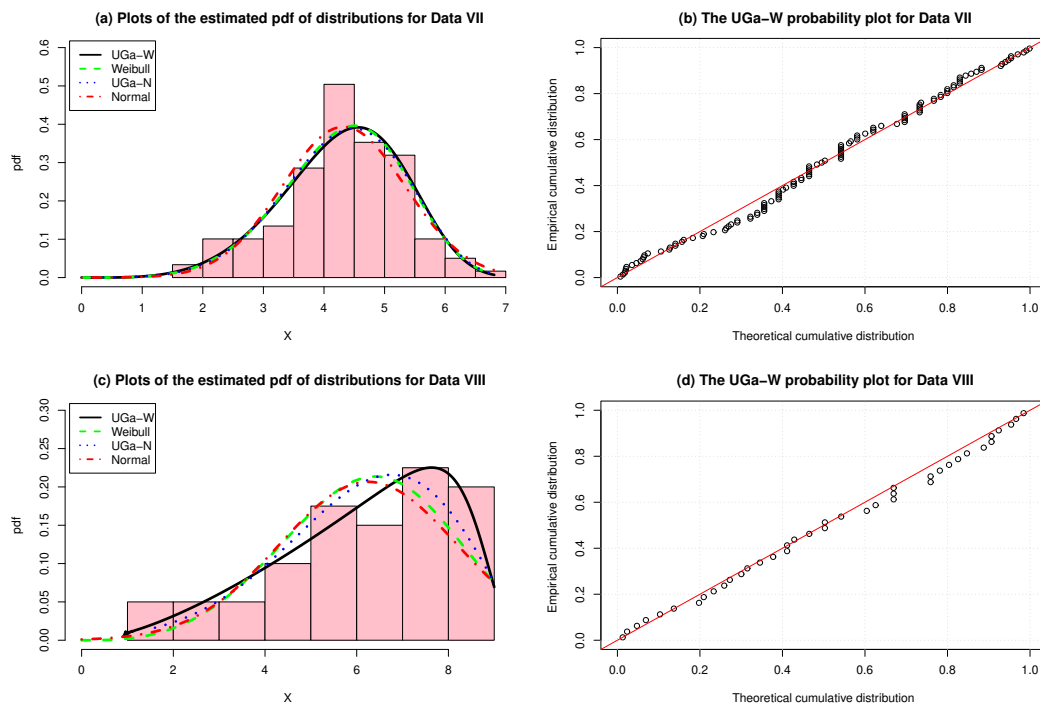 (a) Plots of the estimated pdf of distributions for Data VII
UGa−W
Weibull
UGa−N
Normal
0.0 0.1 0.2 0.3 0.4 0.5 0.6
pdf
0 1 2 3 4 5 6 7
X
(b) The UGa−W probability plot for Data VII
0.0 0.2 0.4 0.6 0.8 1.0
Empirical cumulative distribution
0.0 0.2 0.4 0.6 0.8 1.0
Theoretical cumulative distribution
(c) Plots of the estimated pdf of distributions for Data VIII
UGa−W
Weibull
UGa−N
Normal
0.00 0.05 0.10 0.15 0.20 0.25 0.30
pdf
0 2 4 6 8
X
(d) The UGa−W probability plot for Data VIII
0.0 0.2 0.4 0.6 0.8 1.0
Empirical cumulative distribution
0.0 0.2 0.4 0.6 0.8 1.0
Theoretical cumulative distribution